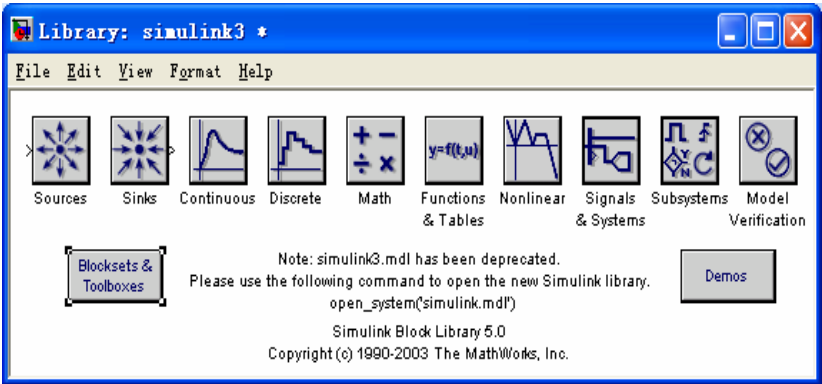 Library: simulink3 *
File Edit View Format Help
y=f(t,u)
Sources Sinks Continuous Discrete Math Functions & Tables Nonlinear Signals & Systems Subsystems Model Verification
Y
N
Blocksets & Toolboxes
Note: simulink3.mdl has been deprecated.
Please use the following command to open the new Simulink library.
open_system('simulink.mdl')
Demos
Simulink Block Library 5.0
Copyright (c) 1990-2003 The MathWorks, Inc.